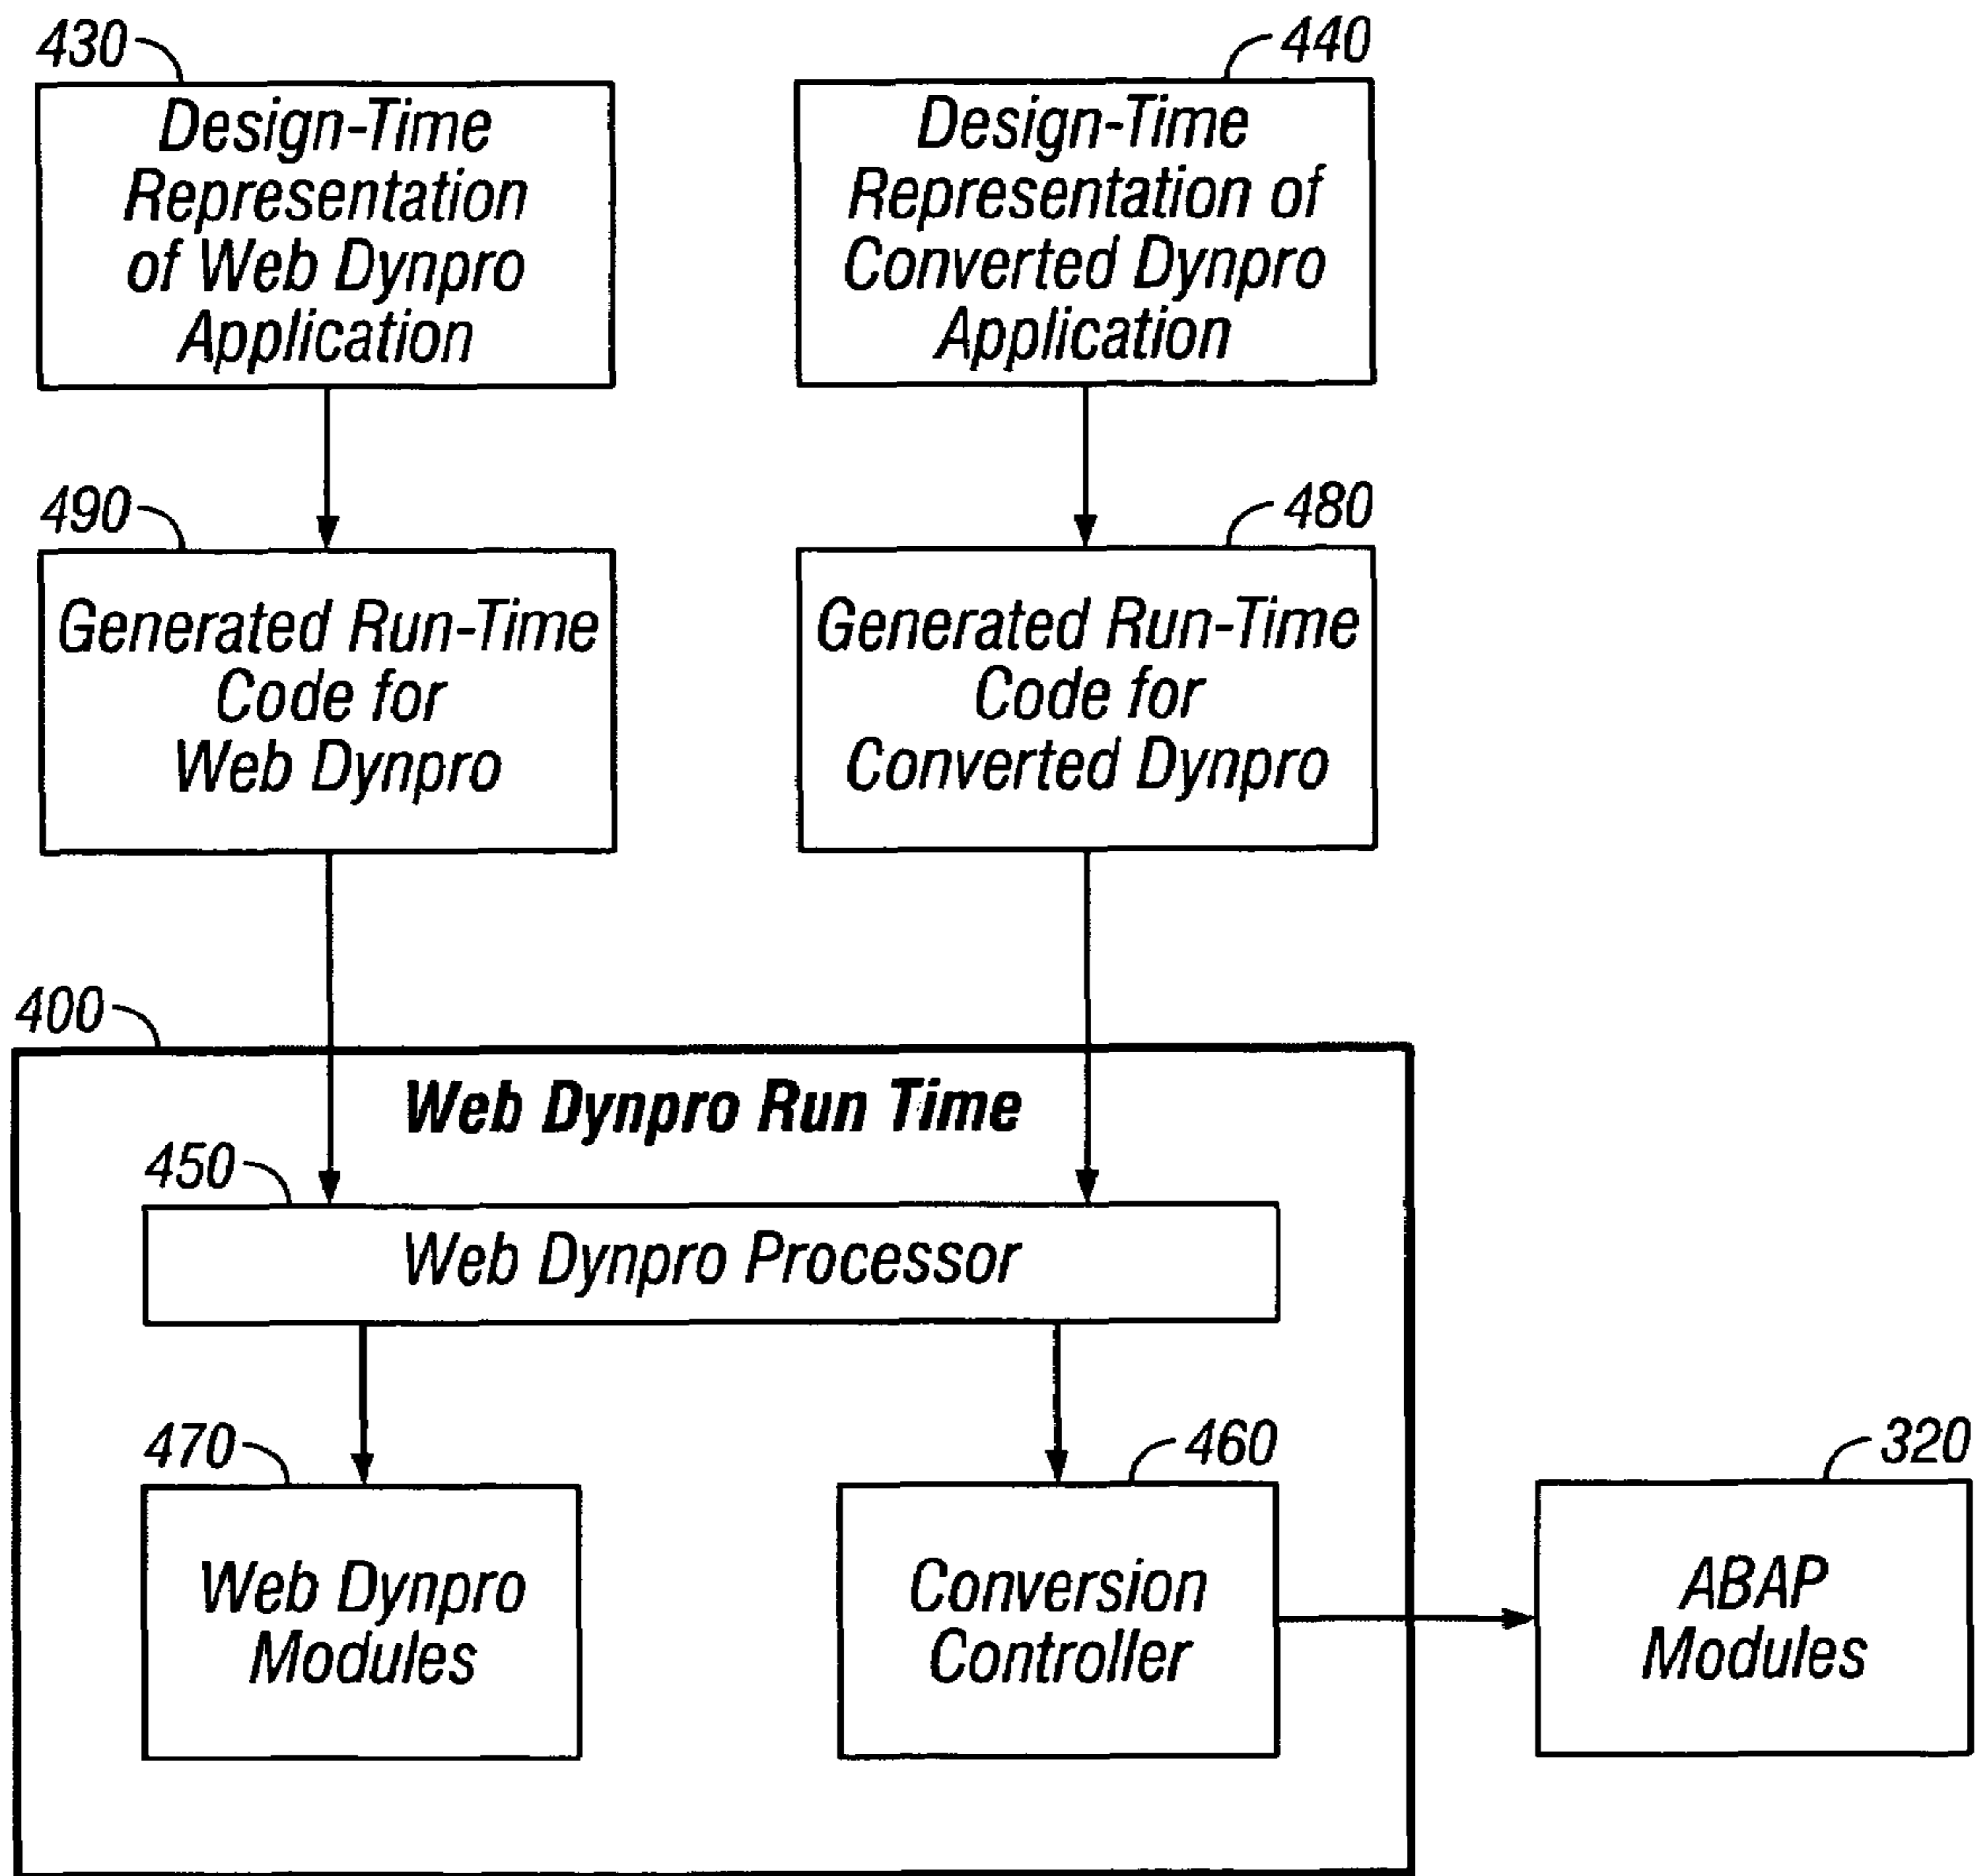 430
Design-Time
Representation
of Web Dynpro
Application
440
Design-Time
Representation of
Converted Dynpro
Application
490
Generated Run-Time
Code for
Web Dynpro
480
Generated Run-Time
Code for
Converted Dynpro
400
Web Dynpro Run Time
450
Web Dynpro Processor
470
Web Dynpro
Modules
460
Conversion
Controller
320
ABAP
Modules